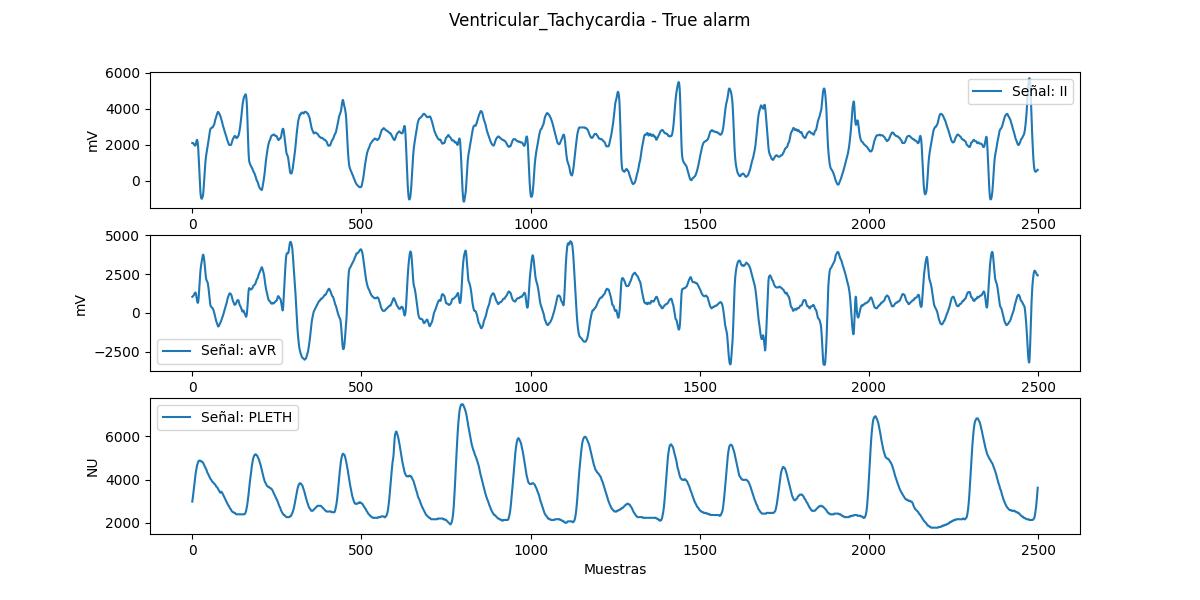 Ventricular_Tachycardia - True alarm
6000
4000
2000
0
mV
Señal: II
0 500 1000 1500 2000 2500
5000
2500
0
−2500
mV
Señal: aVR
0 500 1000 1500 2000 2500
6000
4000
2000
NU
Señal: PLETH
0 500 1000 1500 2000 2500
Muestras